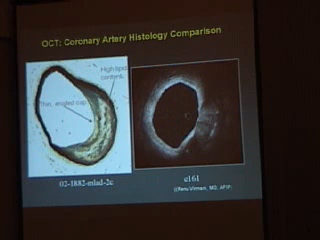 OCT: Coronary Artery Histology Comparison
High lipid
content
Thin, eroded cap
02-1882-mlad-2c
c161
(©Renu Virmani, MD, AFIP)